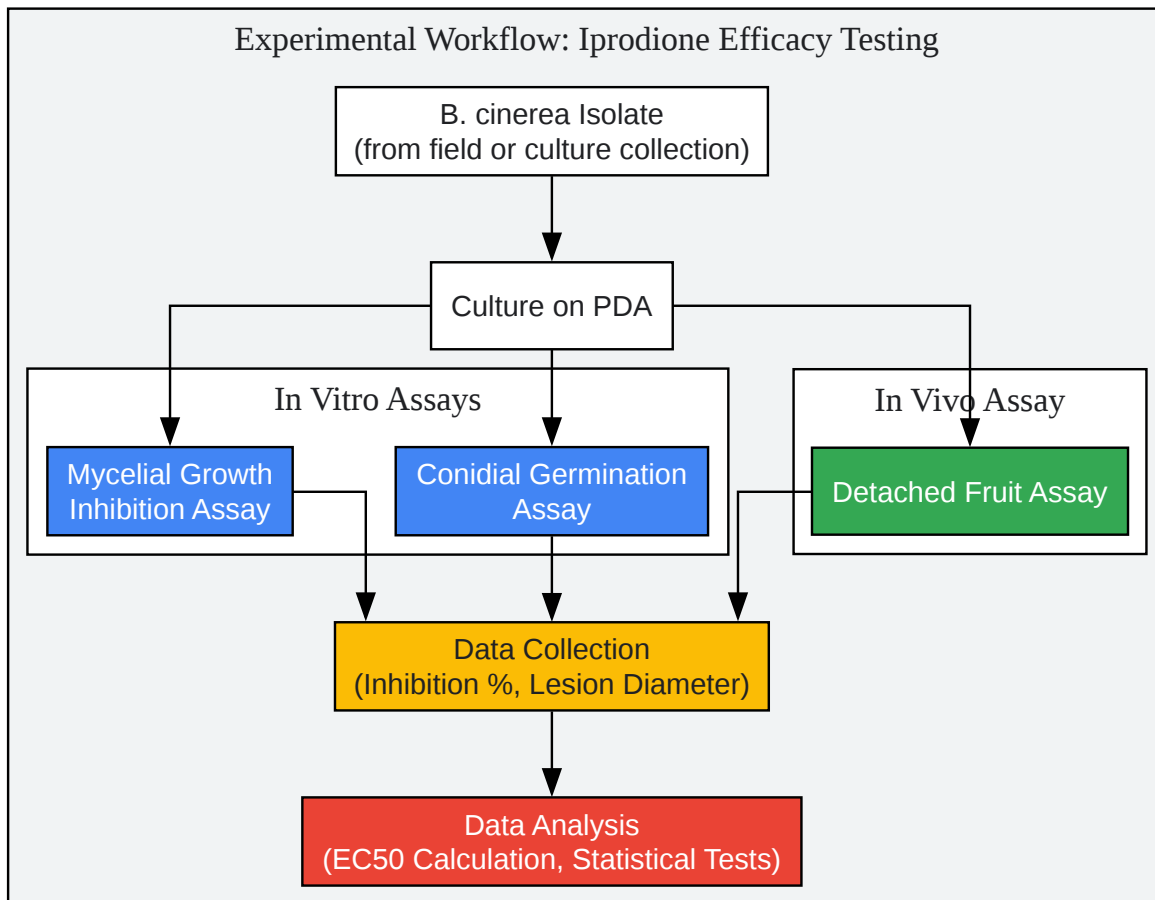 Experimental Workflow: Iprodione Efficacy Testing
B. cinerea Isolate
(from field or culture collection)
Culture on PDA
In Vitro Assays
In Vivo Assay
Mycelial Growth
Inhibition Assay
Conidial Germination
Assay
Detached Fruit Assay
Data Collection
(Inhibition %, Lesion Diameter)
Data Analysis
(EC50 Calculation, Statistical Tests)